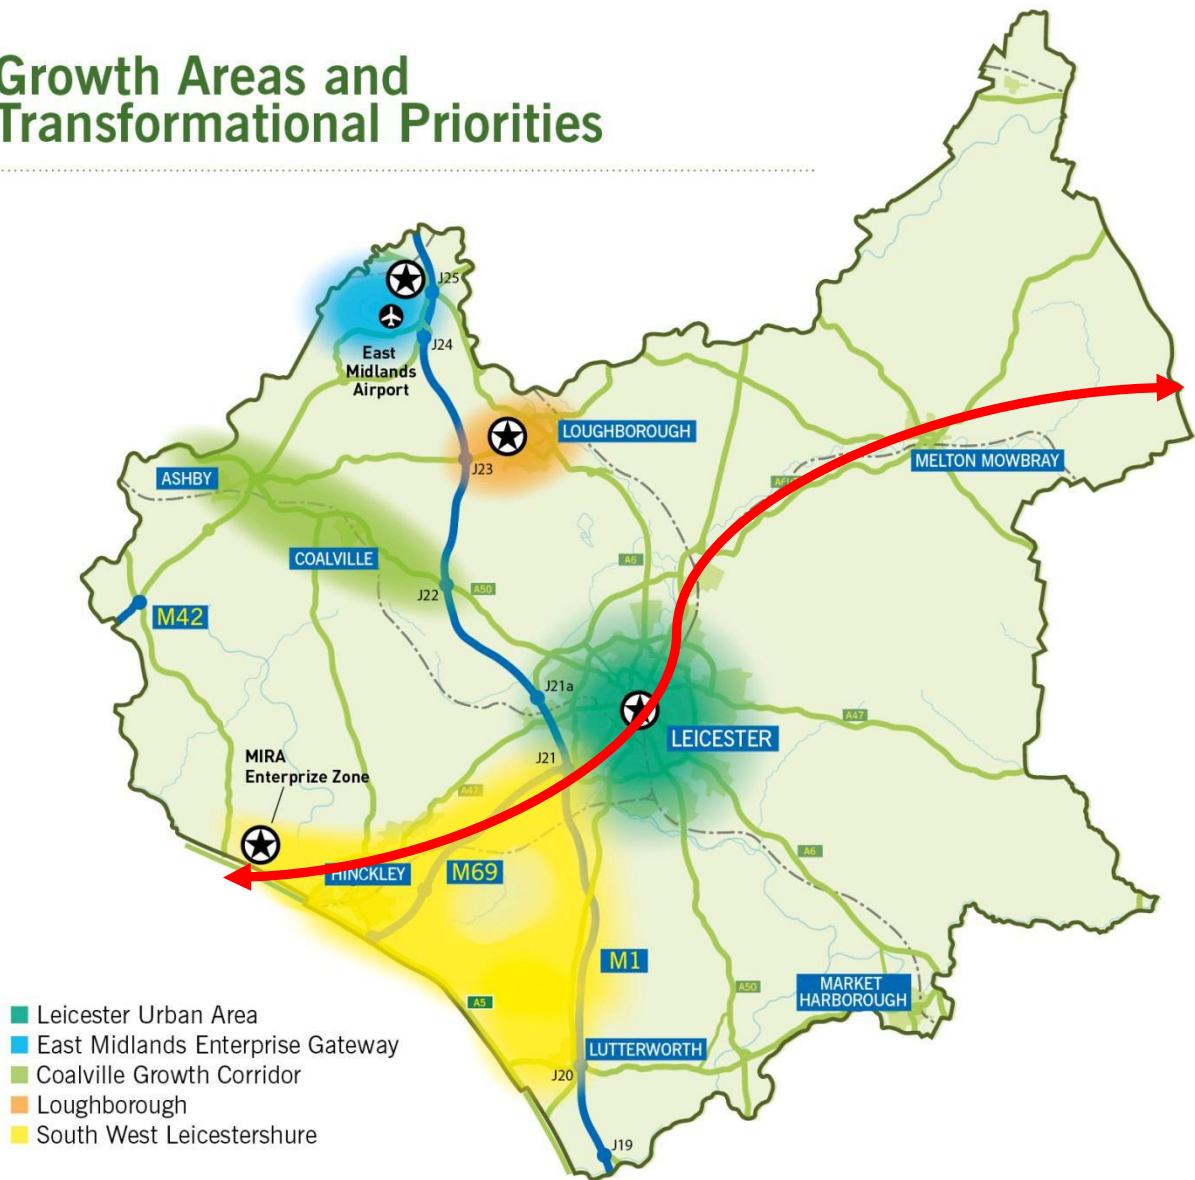 Growth Areas and
Transformational Priorities
J25
J24
East
Midlands
Airport
LOUGHBOROUGH
J23
MELTON MOWBRAY
ASHBY
COALVILLE
A6
J22
A50
M42
J21a
A47
LEICESTER
J21
MIRA
Enterprize Zone
A47
A6
HINCKLEY
M69
M1
A50
MARKET
HARBOROUGH
A5
LUTTERWORTH
J20
J19
Leicester Urban Area
East Midlands Enterprise Gateway
Coalville Growth Corridor
Loughborough
South West Leicestershure